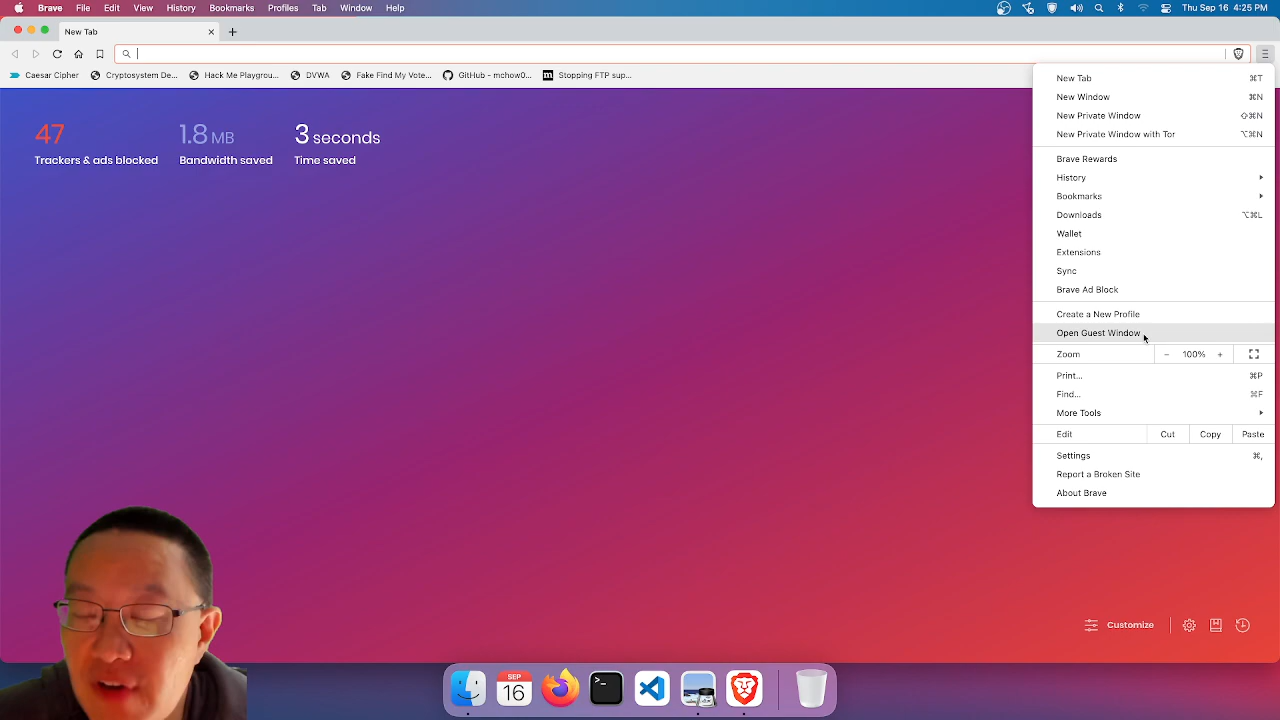 Brave File Edit View History Bookmarks Profiles Tab Window Help Thu Sep 16 4:25 PM
New Tab
Caesar Cipher Cryptosystem De... Hack Me Playgrou... DVWA Fake Find My Vote... GitHub - mchow0... m Stopping FTP sup...
47 1.8 MB 3 seconds
Trackers & ads blocked Bandwidth saved Time saved
New Tab ⌘T
New Window ⌘N
New Private Window ⇧⌘N
New Private Window with Tor ⌥⌘N
Brave Rewards
History
Bookmarks
Downloads ⌥⌘L
Wallet
Extensions
Sync
Brave Ad Block
Create a New Profile
Open Guest Window
Zoom − 100% +
Print... ⌘P
Find... ⌘F
More Tools
Edit Cut Copy Paste
Settings ⌘,
Report a Broken Site
About Brave
Customize
SEP
16
>_